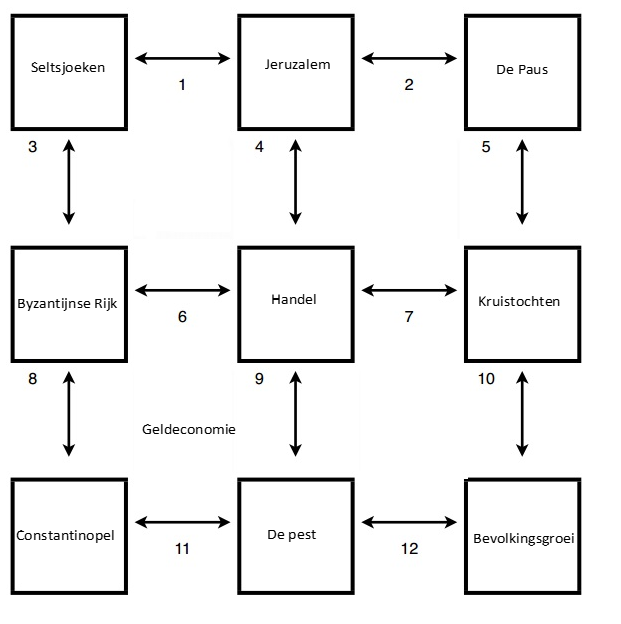 Seltsjoeken
Jeruzalem
De Paus
1
2
3
4
5
Byzantijnse Rijk
Handel
Kruistochten
6
7
8
9
10
Geldeconomie
Constantinopel
De pest
Bevolkingsgroei
11
12